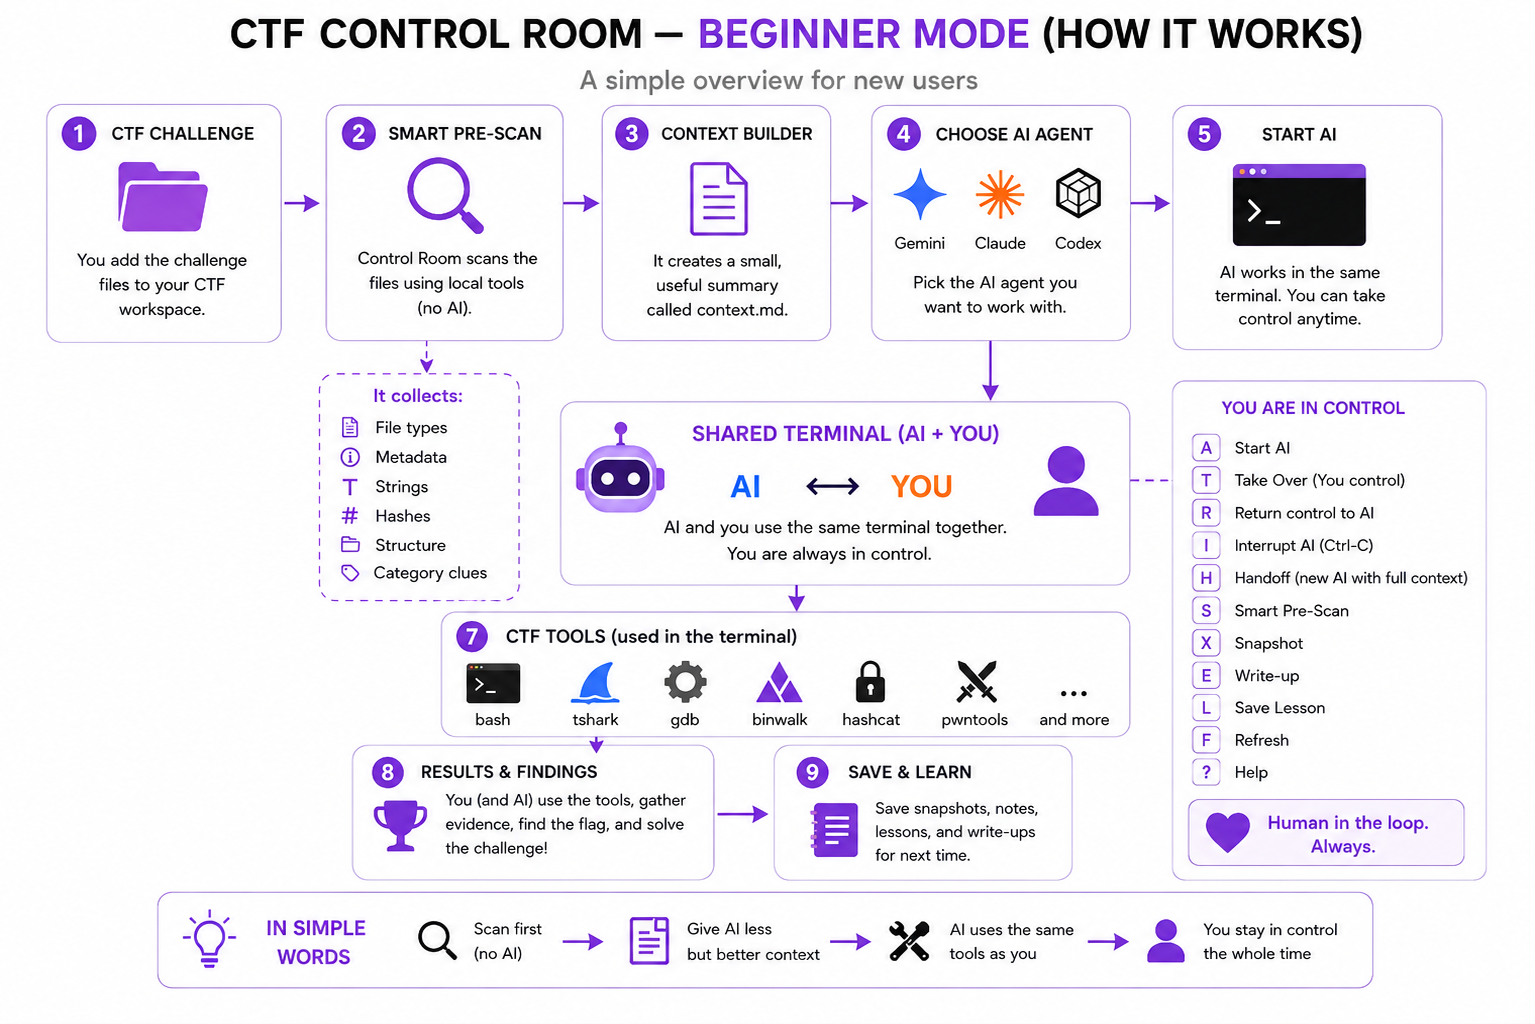 CTF CONTROL ROOM — BEGINNER MODE (HOW IT WORKS)
A simple overview for new users
1 CTF CHALLENGE
You add the challenge
files to your CTF
workspace.
2 SMART PRE-SCAN
Control Room scans the
files using local tools
(no AI).
3 CONTEXT BUILDER
It creates a small,
useful summary
called context.md.
4 CHOOSE AI AGENT
Gemini Claude Codex
Pick the AI agent you
want to work with.
5 START AI
>_
AI works in the same
terminal. You can take
control anytime.
It collects:
File types
Metadata
T Strings
# Hashes
Structure
Category clues
SHARED TERMINAL (AI + YOU)
AI YOU
AI and you use the same terminal together.
You are always in control.
YOU ARE IN CONTROL
A Start AI
T Take Over (You control)
R Return control to AI
I Interrupt AI (Ctrl-C)
H Handoff (new AI with full context)
S Smart Pre-Scan
X Snapshot
E Write-up
L Save Lesson
F Refresh
? Help
Human in the loop.
Always.
7 CTF TOOLS (used in the terminal)
>_
bash tshark gdb binwalk hashcat pwntools and more
...
8 RESULTS & FINDINGS
You (and AI) use the tools, gather
evidence, find the flag, and solve
the challenge!
9 SAVE & LEARN
Save snapshots, notes,
lessons, and write-ups
for next time.
IN SIMPLE
WORDS
Scan first
(no AI)
Give AI less
but better context
AI uses the same
tools as you
You stay in control
the whole time